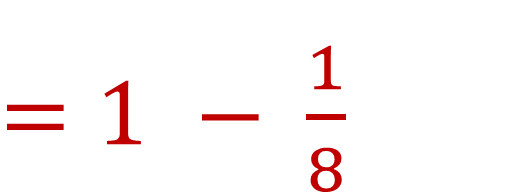 = 1 − 1/8